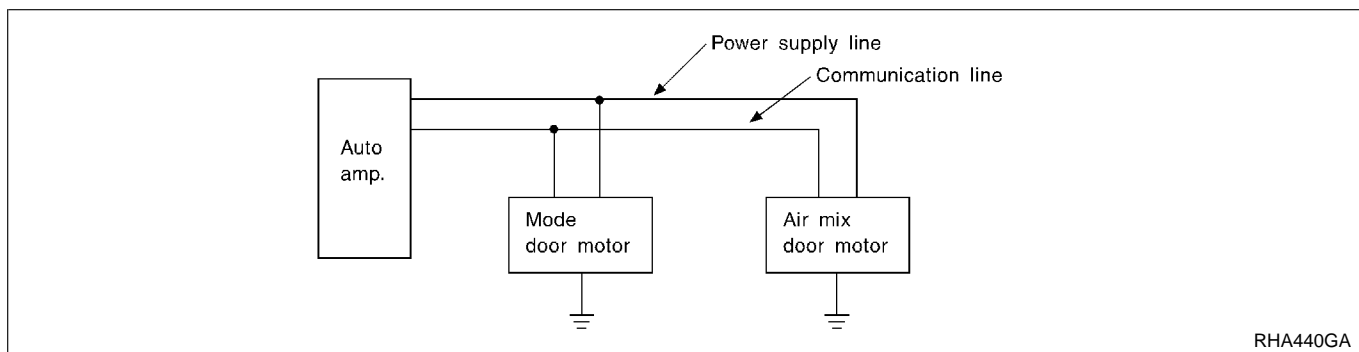 Power supply line
Communication line
Auto
amp.
Mode
door motor
Air mix
door motor
RHA440GA